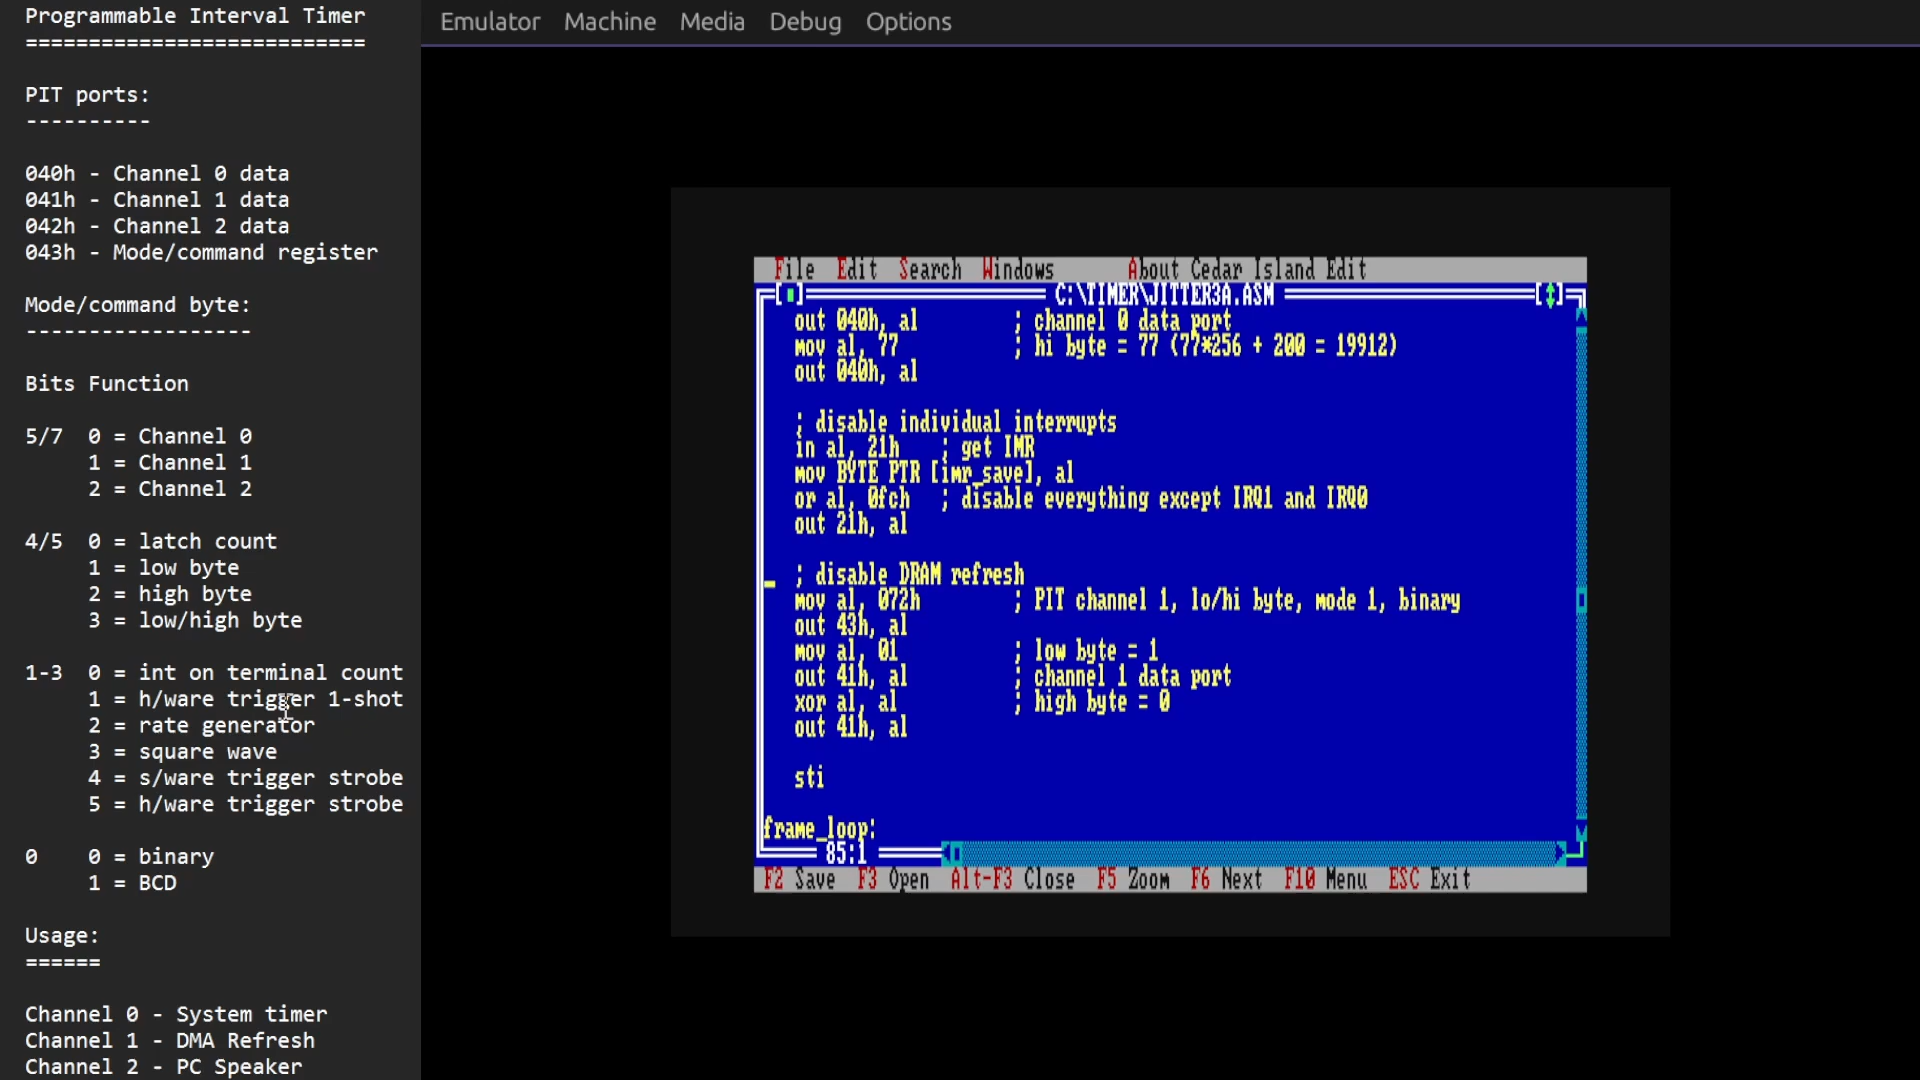 Programmable Interval Timer
===========================
PIT ports:
----------
040h - Channel 0 data
041h - Channel 1 data
042h - Channel 2 data
043h - Mode/command register
Mode/command byte:
------------------
Bits Function
5/7  0 = Channel 0
1 = Channel 1
2 = Channel 2
4/5  0 = latch count
1 = low byte
2 = high byte
3 = low/high byte
1-3  0 = int on terminal count
1 = h/ware trigger 1-shot
2 = rate generator
3 = square wave
4 = s/ware trigger strobe
5 = h/ware trigger strobe
0    0 = binary
1 = BCD
Usage:
======
Channel 0 - System timer
Channel 1 - DMA Refresh
Channel 2 - PC Speaker
Emulator Machine Media Debug Options
File Edit Search Windows About Cedar Island Edit
C:\TIMER\JITTER3A.ASM
out 040h, al ; channel 0 data port
mov al, 77 ; hi byte = 77 (77*256 + 200 = 19912)
out 040h, al
; disable individual interrupts
in al, 21h ; get IMR
mov BYTE PTR [imr_save], al
or al, 0fch ; disable everything except IRQ1 and IRQ0
out 21h, al
; disable DRAM refresh
mov al, 072h ; PIT channel 1, lo/hi byte, mode 1, binary
out 43h, al
mov al, 01 ; low byte = 1
out 41h, al ; channel 1 data port
xor al, al ; high byte = 0
out 41h, al
sti
frame_loop:
85:1
F2 Save F3 Open Alt-F3 Close F5 Zoom F6 Next F10 Menu ESC Exit